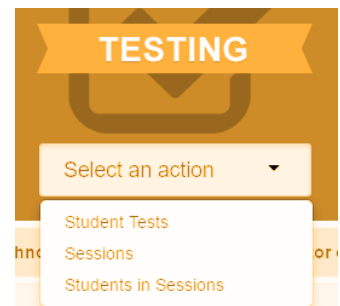 TESTING
Select an action
Student Tests
Sessions
Students in Sessions